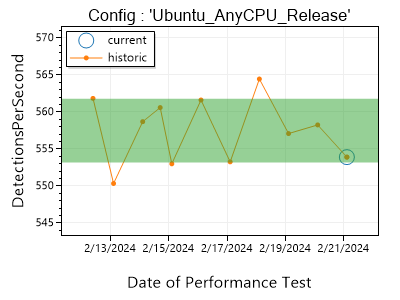 Config : 'Ubuntu_AnyCPU_Release'
current
historic
DetectionsPerSecond
570
565
560
555
550
545
2/13/2024 2/15/2024 2/17/2024 2/19/2024 2/21/2024
Date of Performance Test